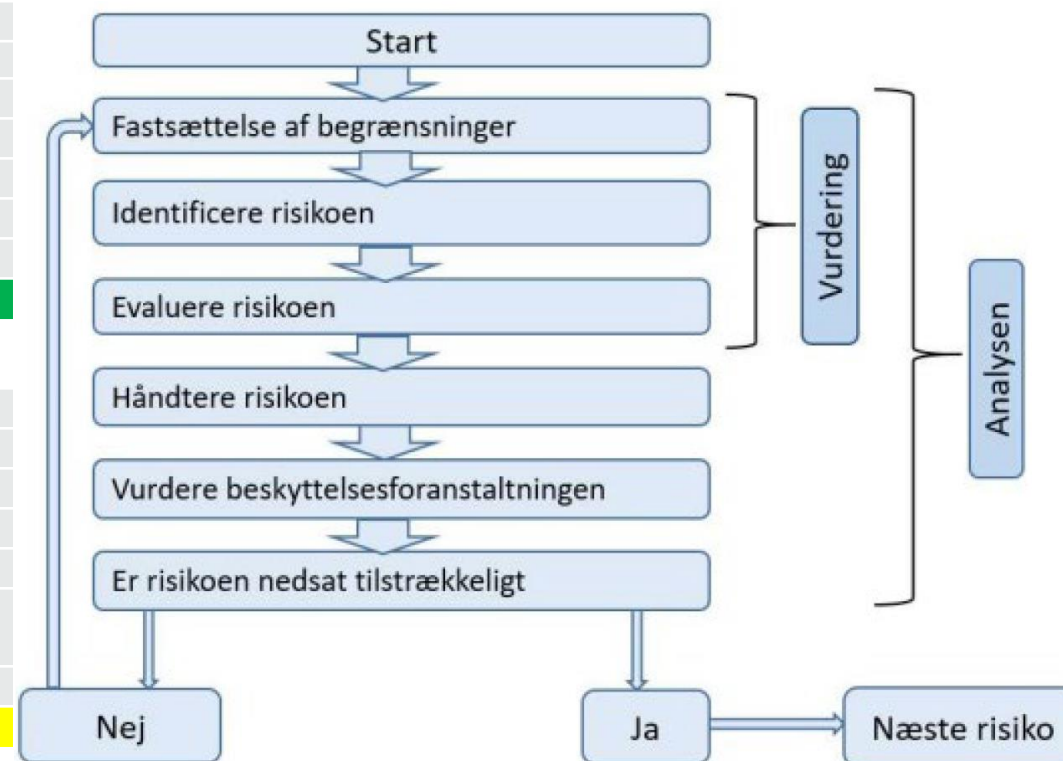 Start
Fastsættelse af begrænsninger
Identificere risikoen
Evaluere risikoen
Håndtere risikoen
Vurdere beskyttelsesforanstaltningen
Er risikoen nedsat tilstrækkeligt
Nej
Ja
Næste risiko
Vurdering
Analysen